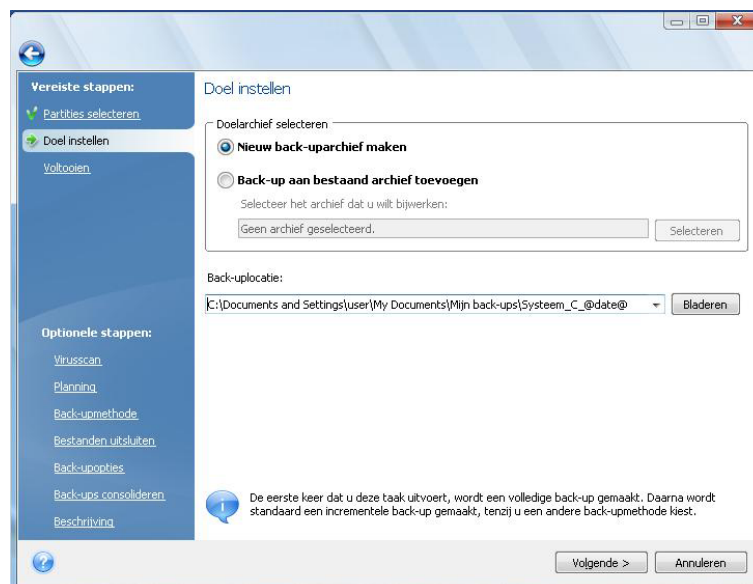 Vereiste stappen:
Partities selecteren
Doel instellen
Voltooien
Optionele stappen:
Virusscan
Planning
Back-upmethode
Bestanden uitsluiten
Back-upopties
Back-ups consolideren
Beschrijving
Doel instellen
Doelarchief selecteren
Nieuw back-uparchief maken
Back-up aan bestaand archief toevoegen
Selecteer het archief dat u wilt bijwerken:
Geen archief geselecteerd.
Selecteren
Back-uplocatie:
C:\Documents and Settings\user\My Documents\Mijn back-ups\Systeem_C_@date@
Bladeren
De eerste keer dat u deze taak uitvoert, wordt een volledige back-up gemaakt. Daarna wordt
standaard een incrementele back-up gemaakt, tenzij u een andere back-upmethode kiest.
Volgende >
Annuleren